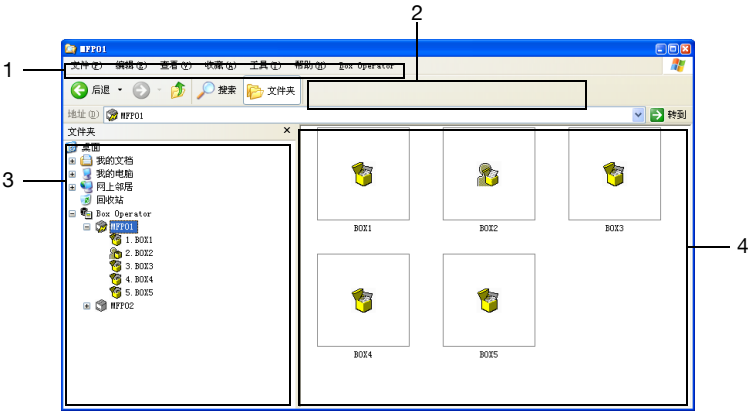 2
MFP01
1
文件(F) 编辑(E) 查看(V) 收藏(A) 工具(T) 帮助(H) Box Operator
后退 搜索 文件夹
地址(D) MFP01 转到
文件夹 ×
3
桌面
我的文档
我的电脑
网上邻居
回收站
Box Operator
MFP01
1. BOX1
2. BOX2
3. BOX3
4. BOX4
5. BOX5
MFP02
BOX1 BOX2 BOX3
4
BOX4 BOX5